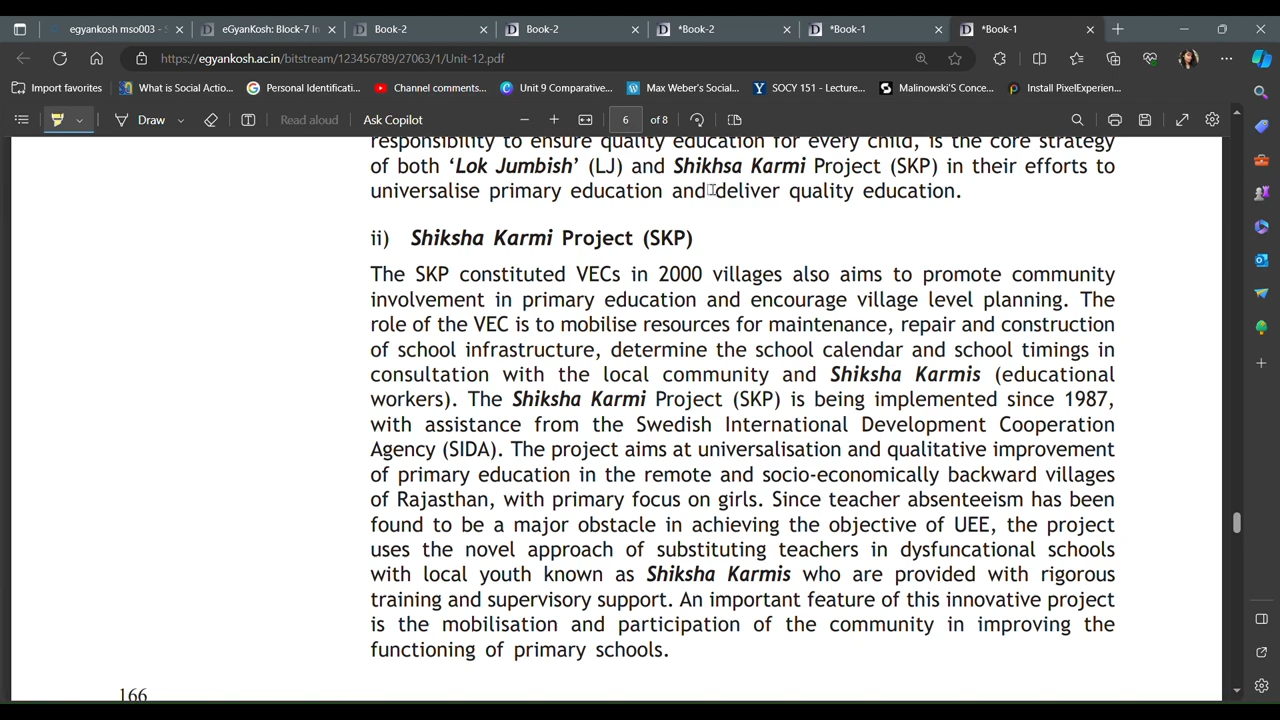 egyankosh mso003 -
eGyanKosh: Block-7 In
Book-2
Book-2
*Book-2
*Book-1
*Book-1
https://egyankosh.ac.in/bitstream/123456789/27063/1/Unit-12.pdf
Import favorites
What is Social Actio...
Personal Identificati...
Channel comments...
Unit 9 Comparative...
Max Weber's Social...
SOCY 151 - Lecture...
Malinowski'S Conce...
Install PixelExperien...
Draw
Read aloud
Ask Copilot
6 of 8
responsibility to ensure quality education for every child, is the core strategy
of both 'Lok Jumbish' (LJ) and Shikhsa Karmi Project (SKP) in their efforts to
universalise primary education and deliver quality education.
ii) Shiksha Karmi Project (SKP)
The SKP constituted VECs in 2000 villages also aims to promote community
involvement in primary education and encourage village level planning. The
role of the VEC is to mobilise resources for maintenance, repair and construction
of school infrastructure, determine the school calendar and school timings in
consultation with the local community and Shiksha Karmis (educational
workers). The Shiksha Karmi Project (SKP) is being implemented since 1987,
with assistance from the Swedish International Development Cooperation
Agency (SIDA). The project aims at universalisation and qualitative improvement
of primary education in the remote and socio-economically backward villages
of Rajasthan, with primary focus on girls. Since teacher absenteeism has been
found to be a major obstacle in achieving the objective of UEE, the project
uses the novel approach of substituting teachers in dysfuncational schools
with local youth known as Shiksha Karmis who are provided with rigorous
training and supervisory support. An important feature of this innovative project
is the mobilisation and participation of the community in improving the
functioning of primary schools.
166